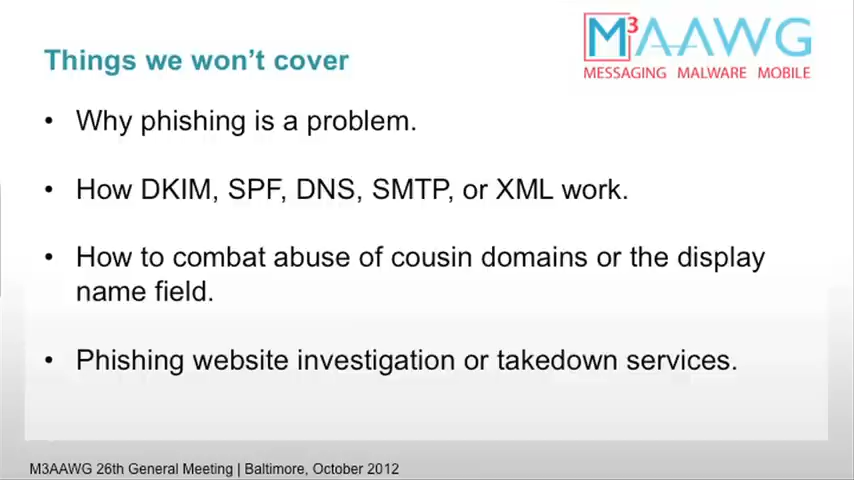 Things we won't cover
M3AAWG
MESSAGING MALWARE MOBILE
• Why phishing is a problem.
• How DKIM, SPF, DNS, SMTP, or XML work.
• How to combat abuse of cousin domains or the display
name field.
• Phishing website investigation or takedown services.
M3AAWG 26th General Meeting | Baltimore, October 2012